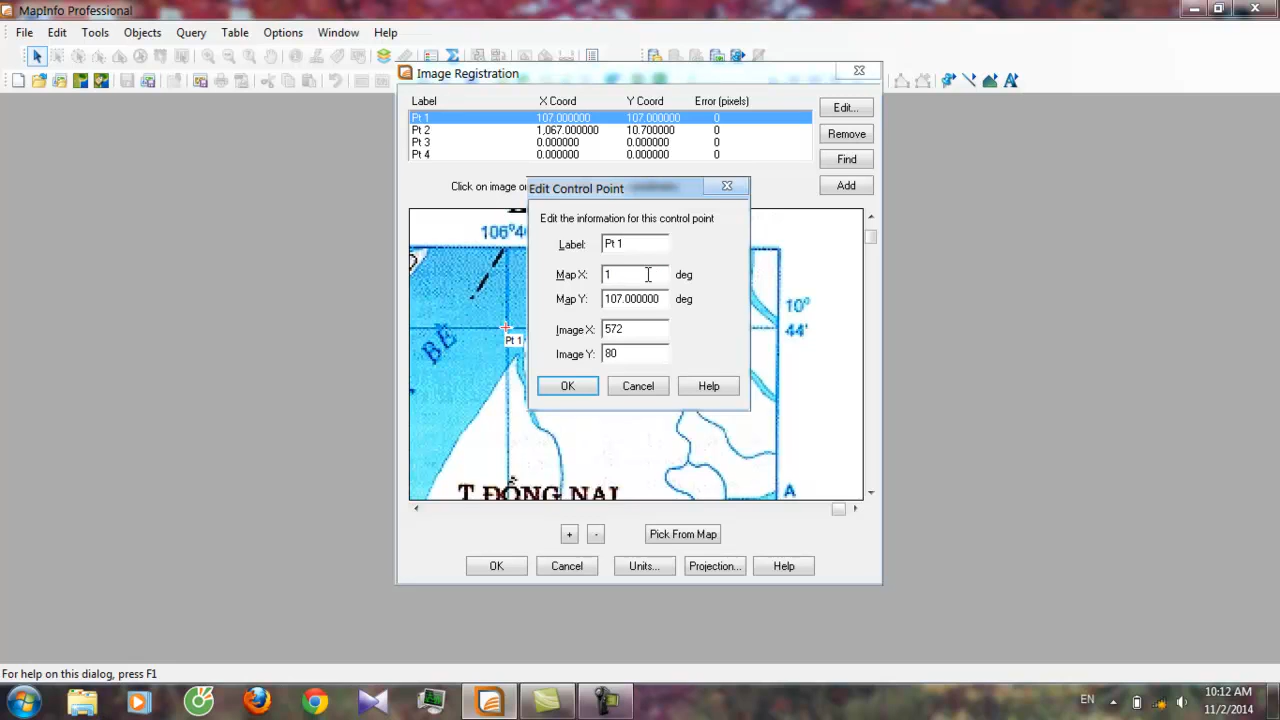 MapInfo Professional
File Edit Tools Objects Query Table Options Window Help
Image Registration
Label X Coord Y Coord Error (pixels)
Pt 1 107.000000 107.000000 0
Pt 2 1,067.000000 10.700000 0
Pt 3 0.000000 0.000000 0
Pt 4 0.000000 0.000000 0
Edit...
Remove
Find
Add
Click on image
Edit Control Point
Edit the information for this control point
Label: Pt 1
Map X: 1 deg
Map Y: 107.000000 deg
Image X: 572
Image Y: 80
OK Cancel Help
10°
44'
BÈ
Pt 1
A
T ĐỒNG NAI
+ - Pick From Map
OK Cancel Units... Projection... Help
For help on this dialog, press F1
EN
10:12 AM
11/2/2014